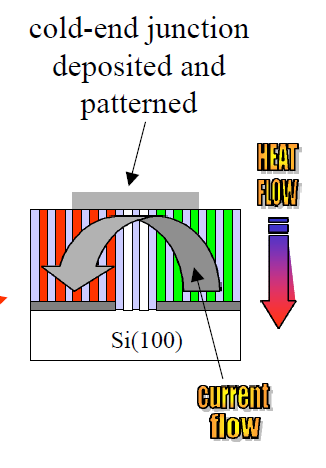 cold-end junction
deposited and
patterned
HEAT
FLOW
Si(100)
current
flow